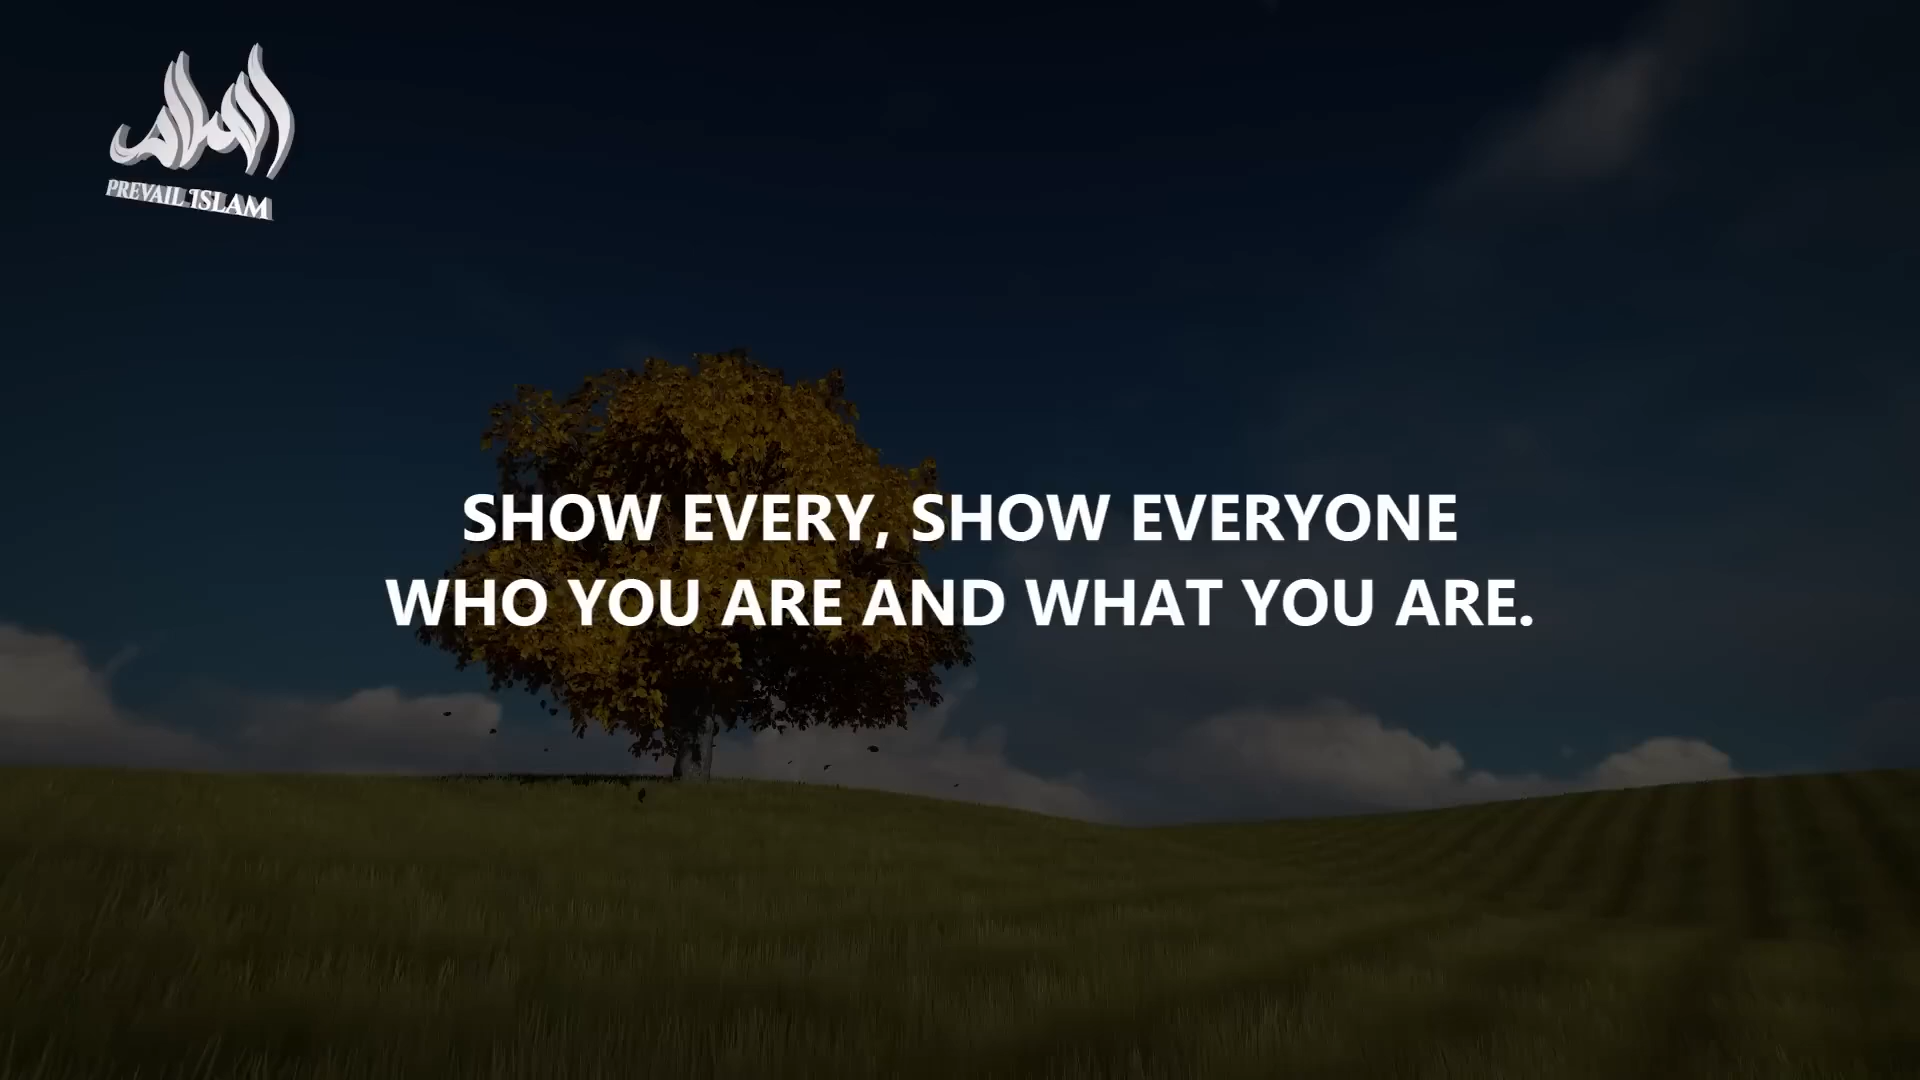 PREVAIL ISLAM
SHOW EVERY, SHOW EVERYONE
WHO YOU ARE AND WHAT YOU ARE.